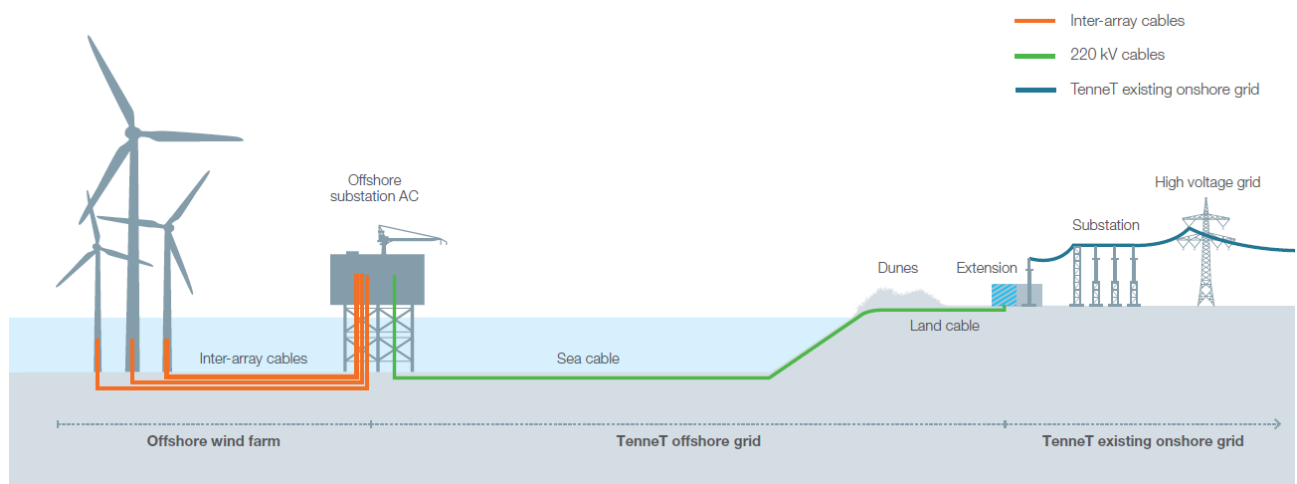 Inter-array cables
220 kV cables
TenneT existing onshore grid
Offshore
substation AC
High voltage grid
Substation
Dunes
Extension
Land cable
Inter-array cables
Sea cable
Offshore wind farm
TenneT offshore grid
TenneT existing onshore grid